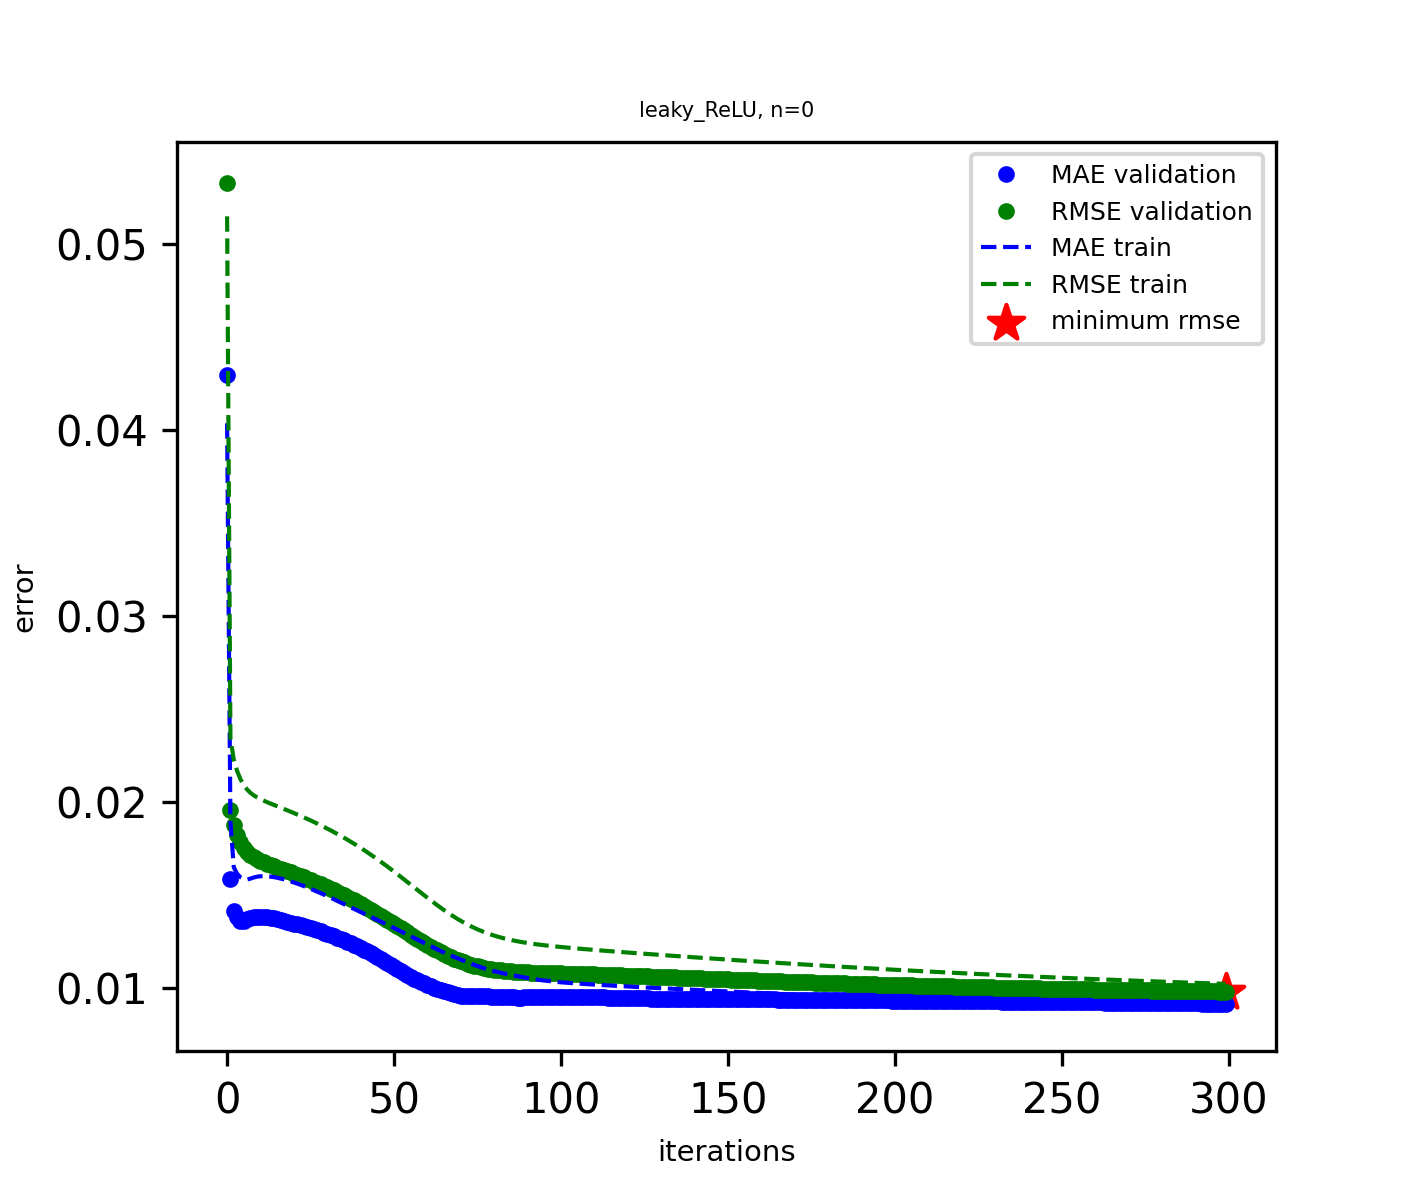 leaky_ReLU, n=0
MAE validation
RMSE validation
MAE train
RMSE train
minimum rmse
0.05
0.04
0.03
0.02
0.01
error
0 50 100 150 200 250 300
iterations